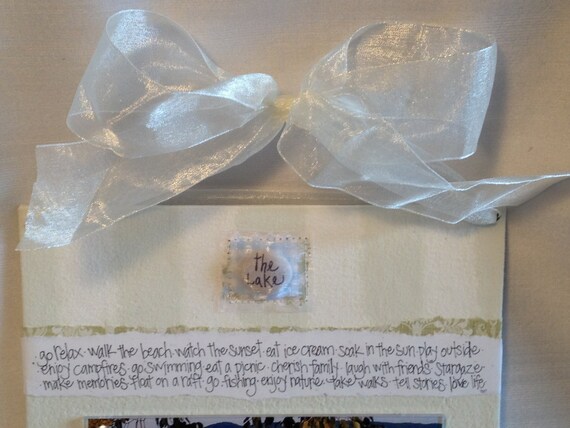 the
Lake
go relax · walk the beach · watch the sunset · eat ice cream · soak in the sun · play outside ·
enjoy campfires · go swimming · eat a picnic · cherish family · laugh with friends · stargaze ·
make memories · float on a raft · go fishing · enjoy nature · take walks · tell stories · love life